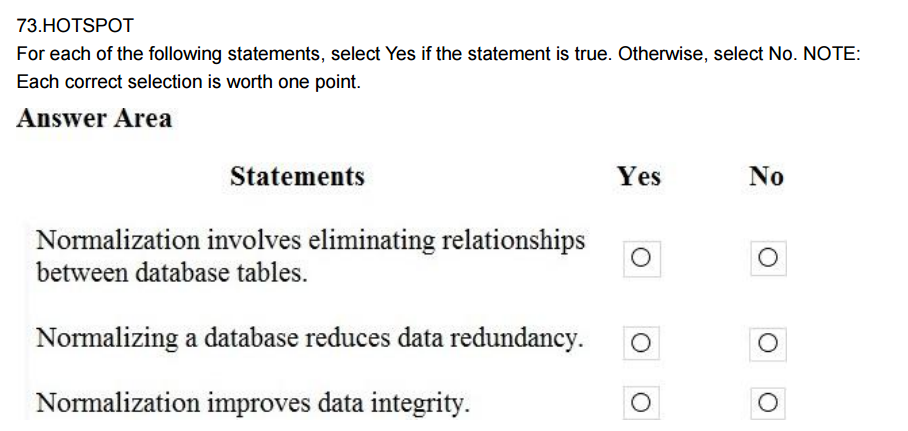 73.HOTSPOT
For each of the following statements, select Yes if the statement is true. Otherwise, select No. NOTE:
Each correct selection is worth one point.
Answer Area
Statements Yes No
Normalization involves eliminating relationships
between database tables.
Normalizing a database reduces data redundancy.
Normalization improves data integrity.